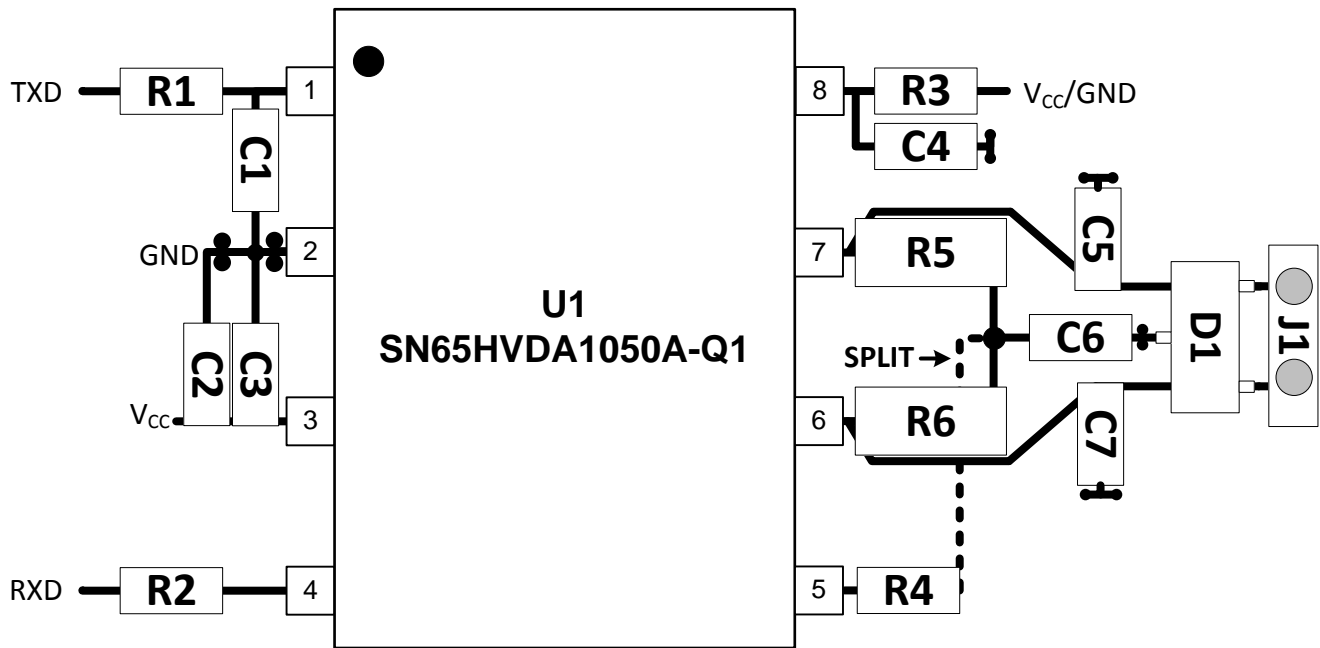 TXD
R1
1
C1
GND
2
C2
C3
VCC
3
RXD
R2
4
U1
SN65HVDA1050A-Q1
8
R3
VCC/GND
C4
7
R5
C5
SPLIT→
C6
D1
J1
6
R6
C7
5
R4